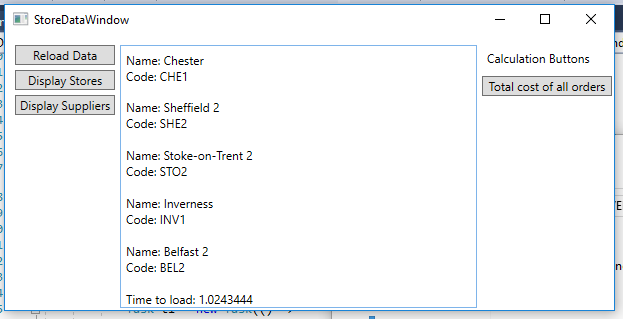 StoreDataWindow
Reload Data
Display Stores
Display Suppliers
Name: Chester
Code: CHE1
Name: Sheffield 2
Code: SHE2
Name: Stoke-on-Trent 2
Code: STO2
Name: Inverness
Code: INV1
Name: Belfast 2
Code: BEL2
Time to load: 1.0243444
Calculation Buttons
Total cost of all orders